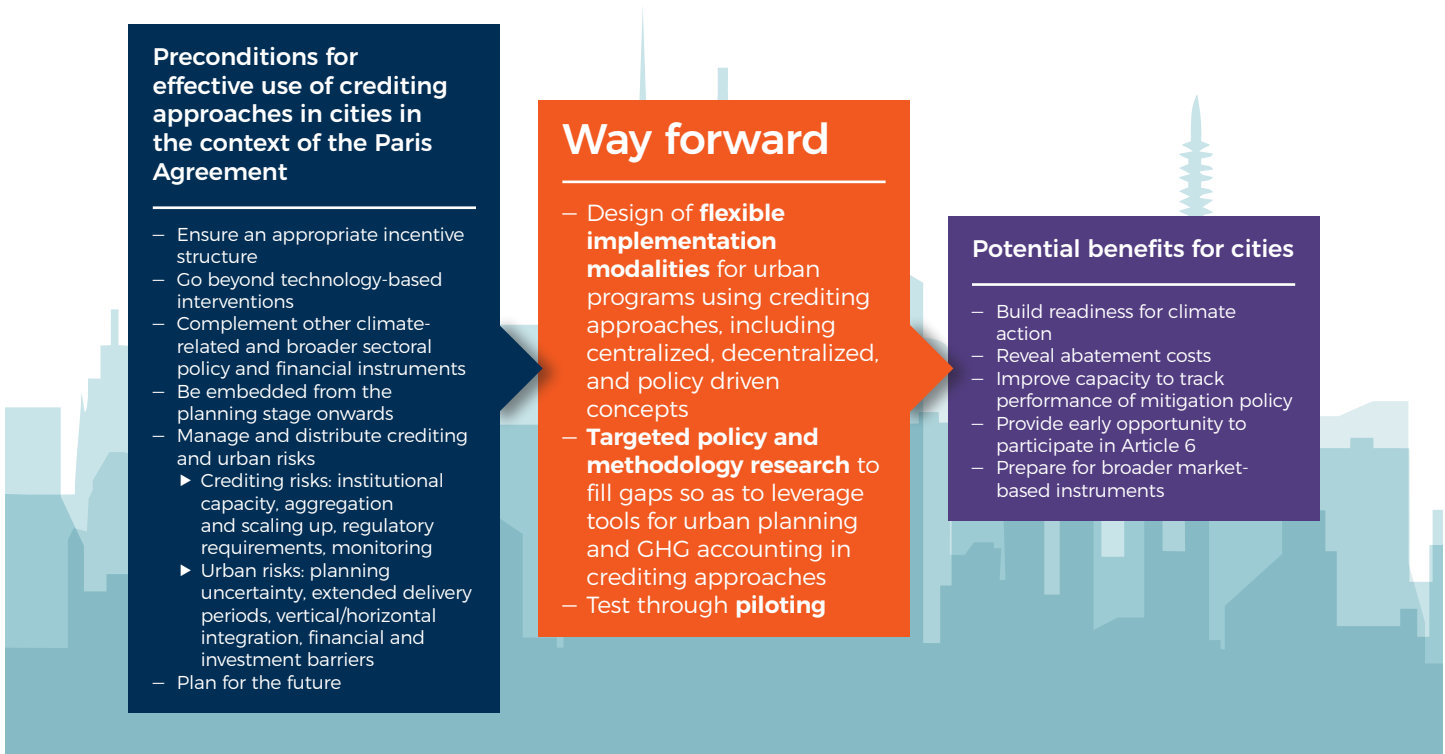 Preconditions for
effective use of crediting
approaches in cities in
the context of the Paris
Agreement
– Ensure an appropriate incentive
structure
– Go beyond technology-based
interventions
– Complement other climate-
related and broader sectoral
policy and financial instruments
– Be embedded from the
planning stage onwards
– Manage and distribute crediting
and urban risks
▶ Crediting risks: institutional
capacity, aggregation
and scaling up, regulatory
requirements, monitoring
▶ Urban risks: planning
uncertainty, extended delivery
periods, vertical/horizontal
integration, financial and
investment barriers
– Plan for the future
Way forward
– Design of flexible
implementation
modalities for urban
programs using crediting
approaches, including
centralized, decentralized,
and policy driven
concepts
– Targeted policy and
methodology research to
fill gaps so as to leverage
tools for urban planning
and GHG accounting in
crediting approaches
– Test through piloting
Potential benefits for cities
– Build readiness for climate
action
– Reveal abatement costs
– Improve capacity to track
performance of mitigation policy
– Provide early opportunity to
participate in Article 6
– Prepare for broader market-
based instruments